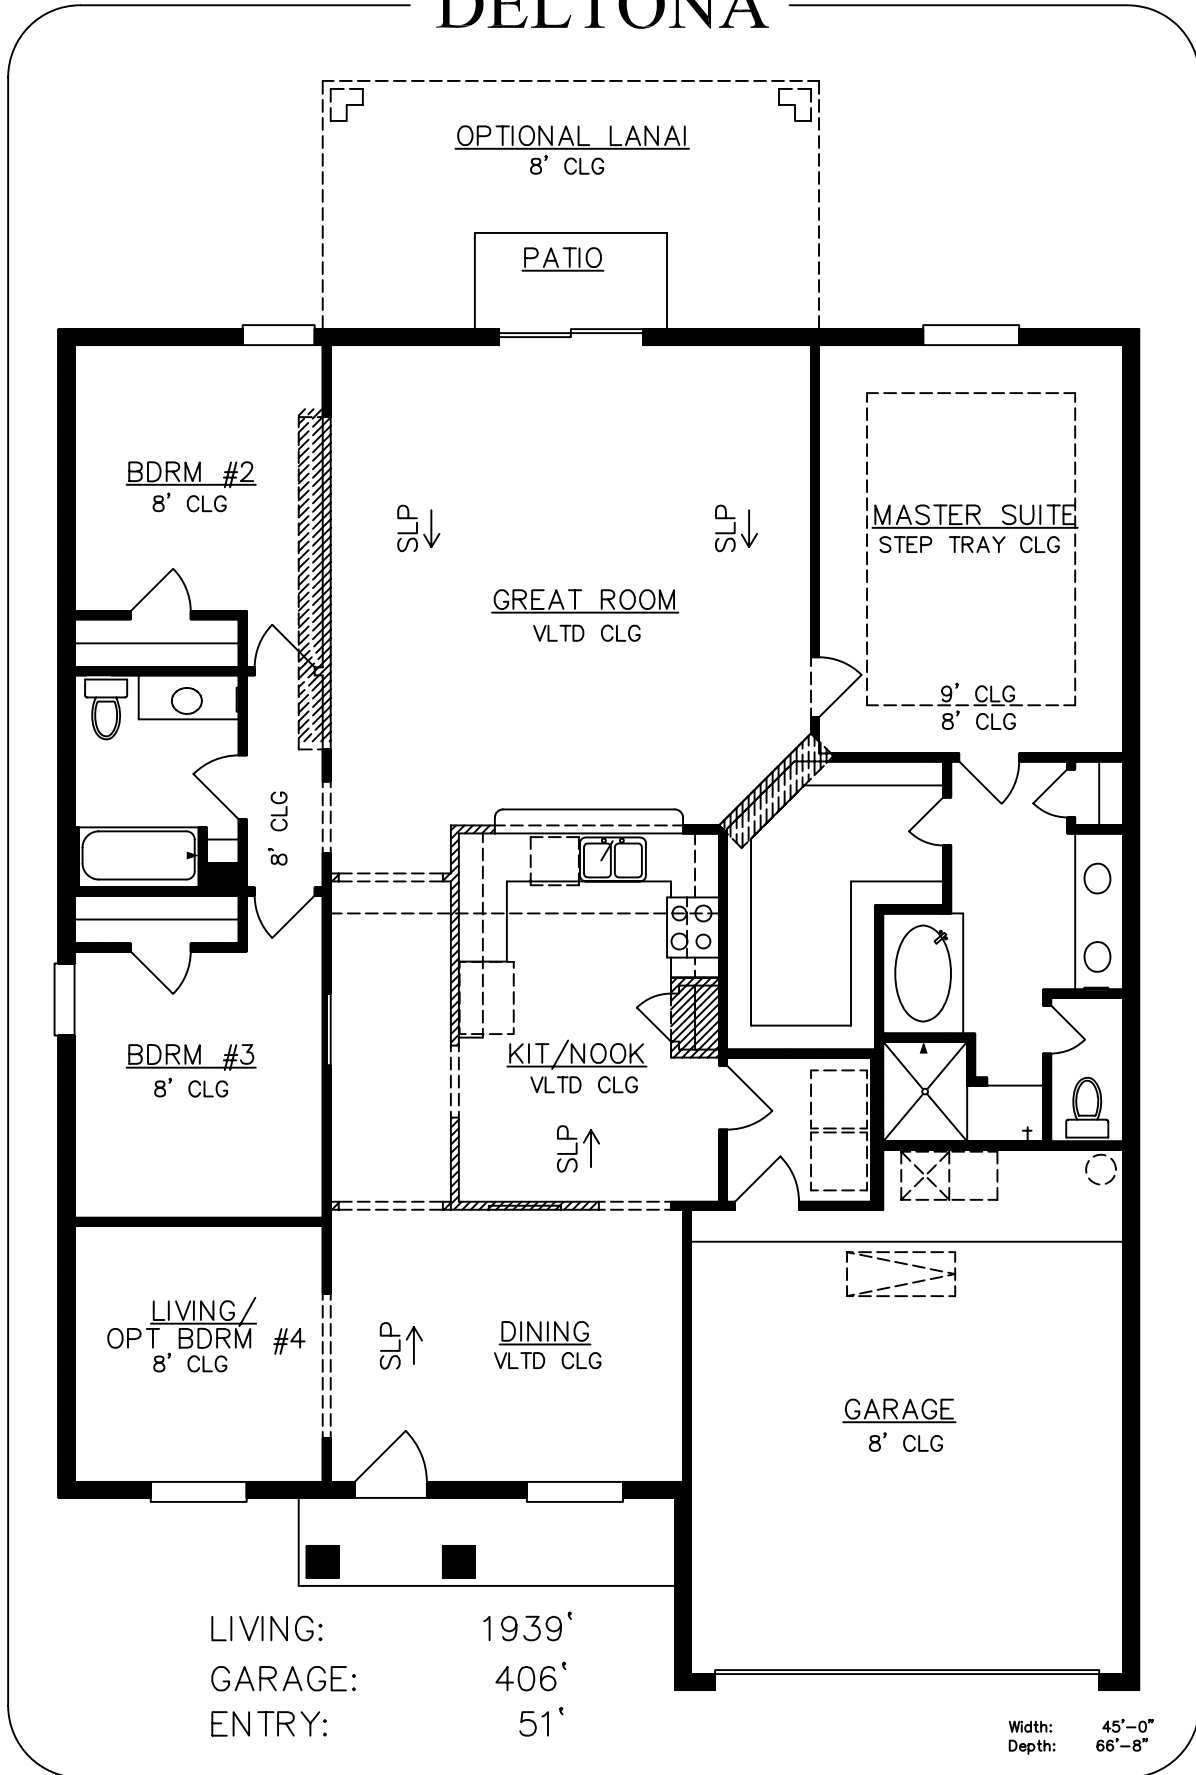 DELTONA
OPTIONAL LANAI
8' CLG
PATIO
BDRM #2
8' CLG
SLP
SLP
MASTER SUITE
STEP TRAY CLG
GREAT ROOM
VLTD CLG
9' CLG
8' CLG
8' CLG
BDRM #3
8' CLG
KIT/NOOK
VLTD CLG
SLP
LIVING/
OPT BDRM #4
8' CLG
SLP
DINING
VLTD CLG
GARAGE
8' CLG
LIVING: 1939'
GARAGE: 406'
ENTRY: 51'
Width: 45'-0"
Depth: 66'-8"